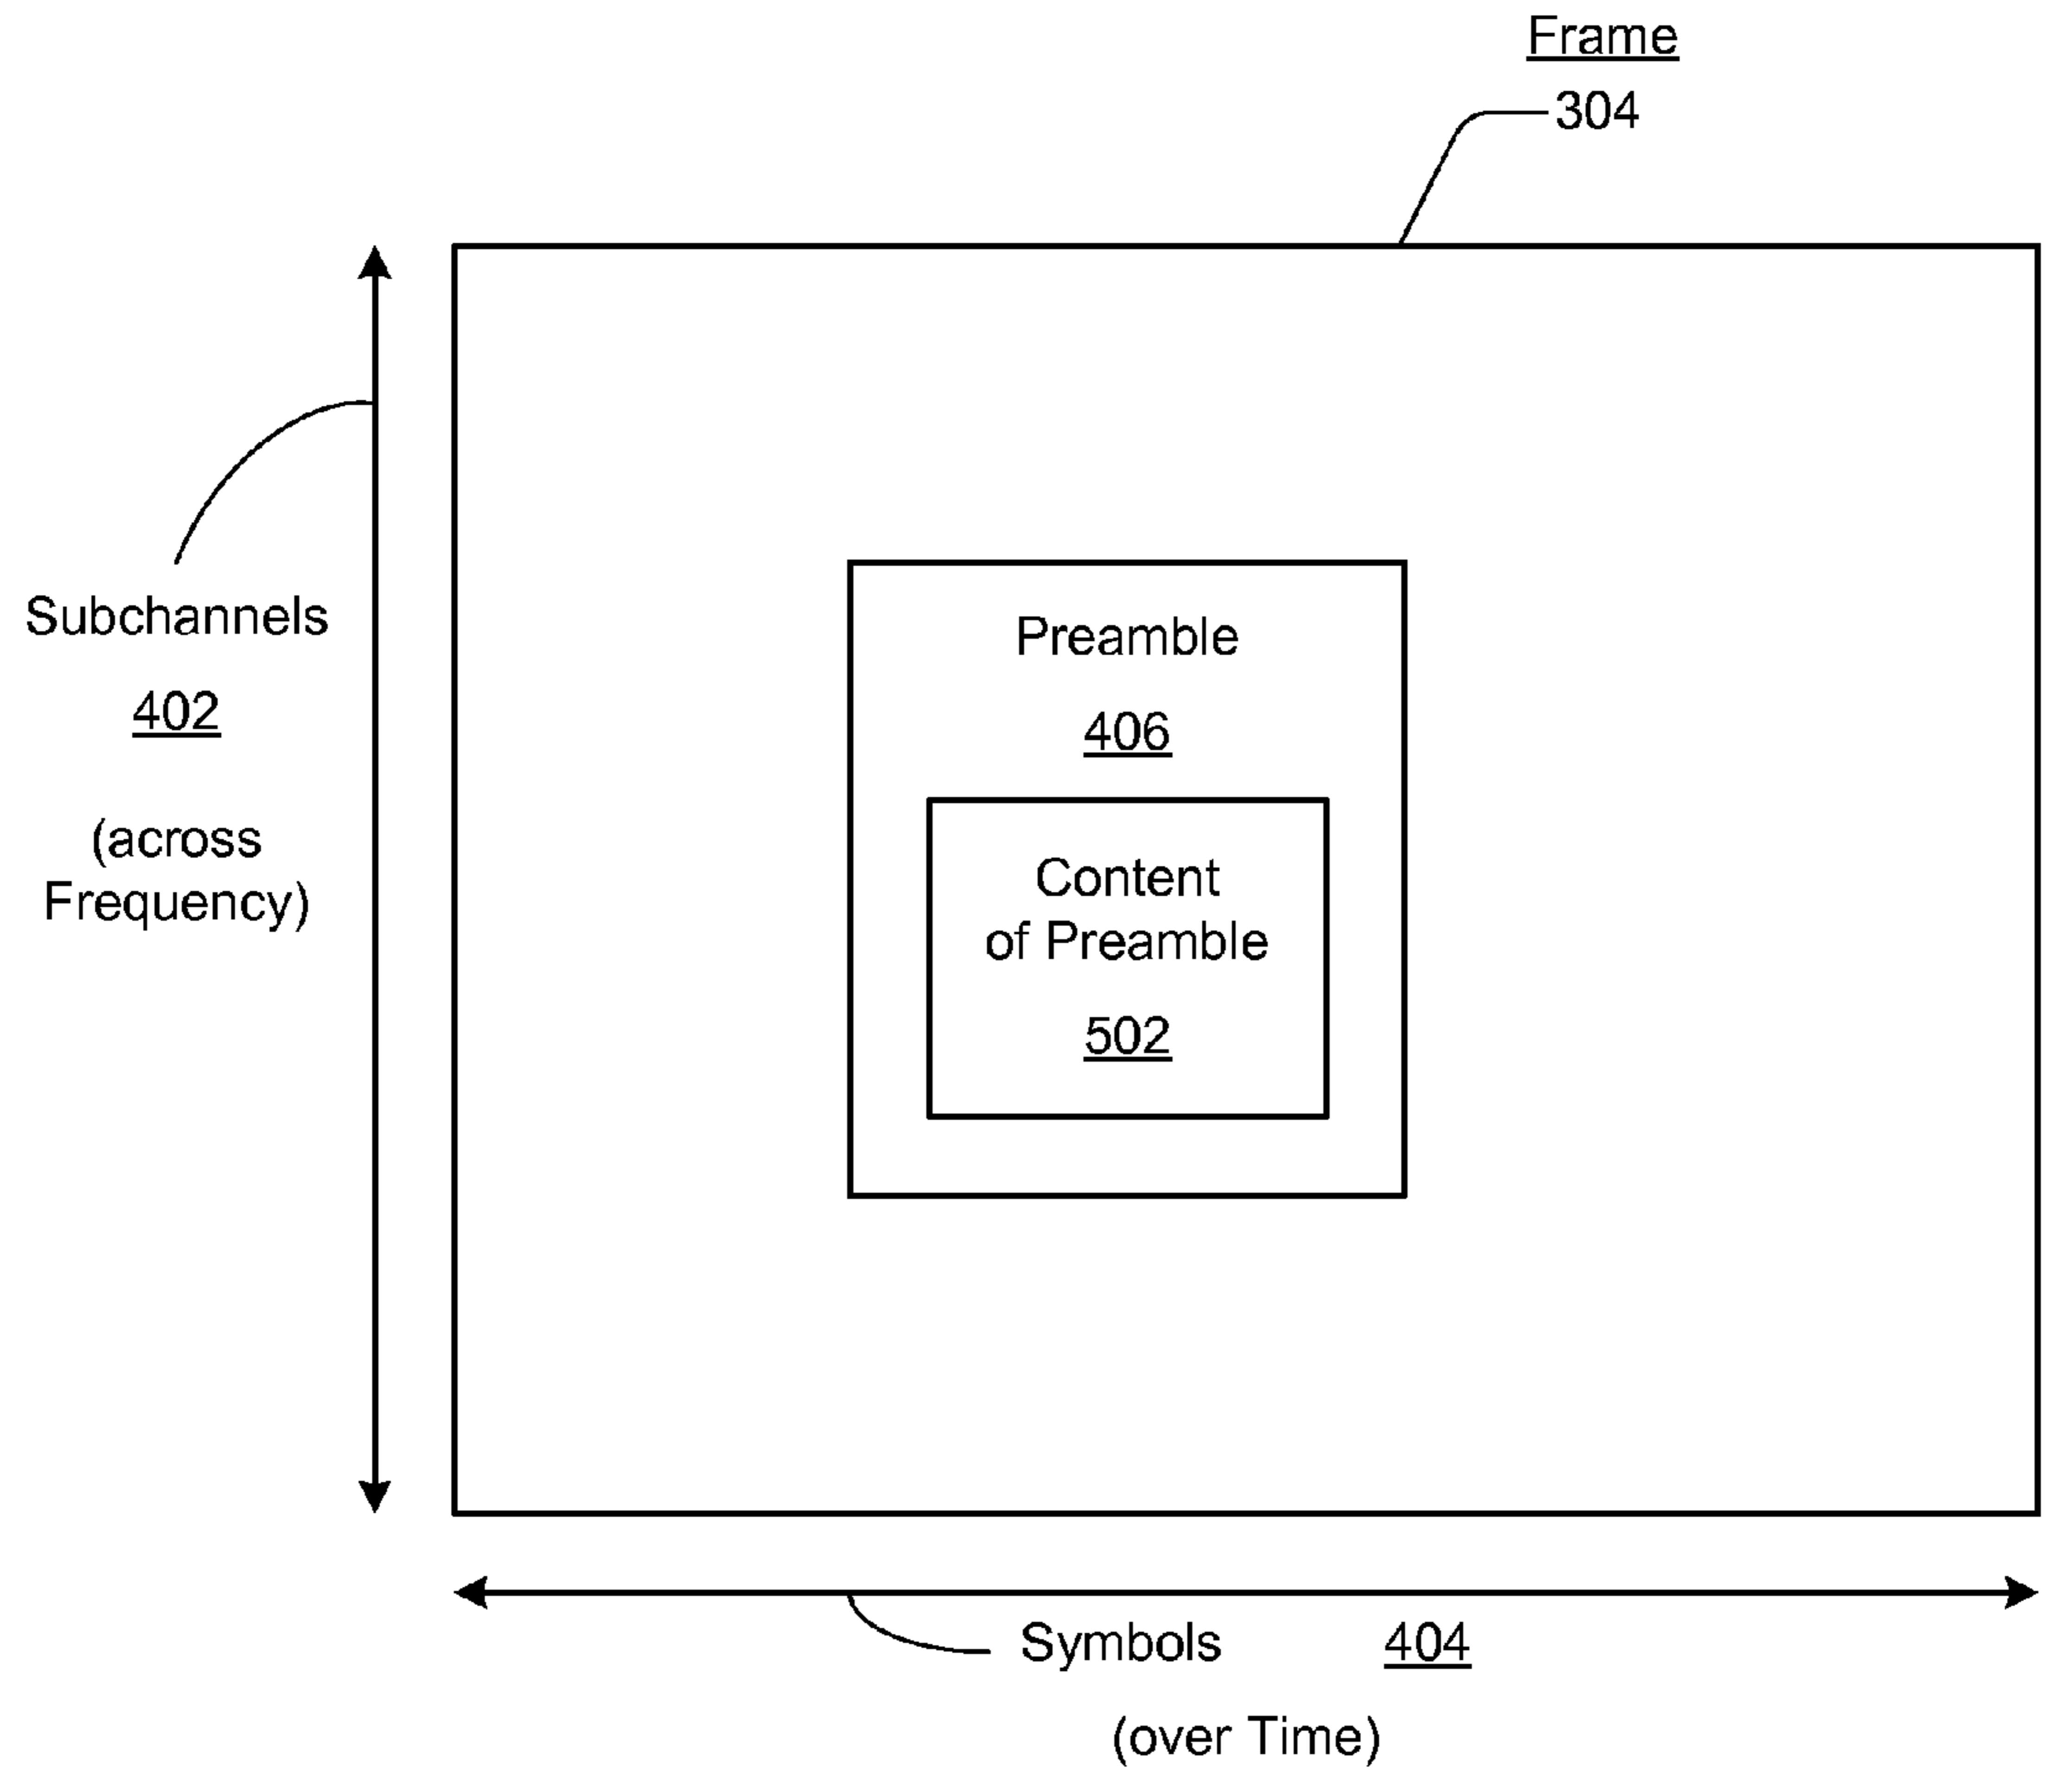 Frame
304
Subchannels
402
(across
Frequency)
Preamble
406
Content
of Preamble
502
Symbols 404
(over Time)